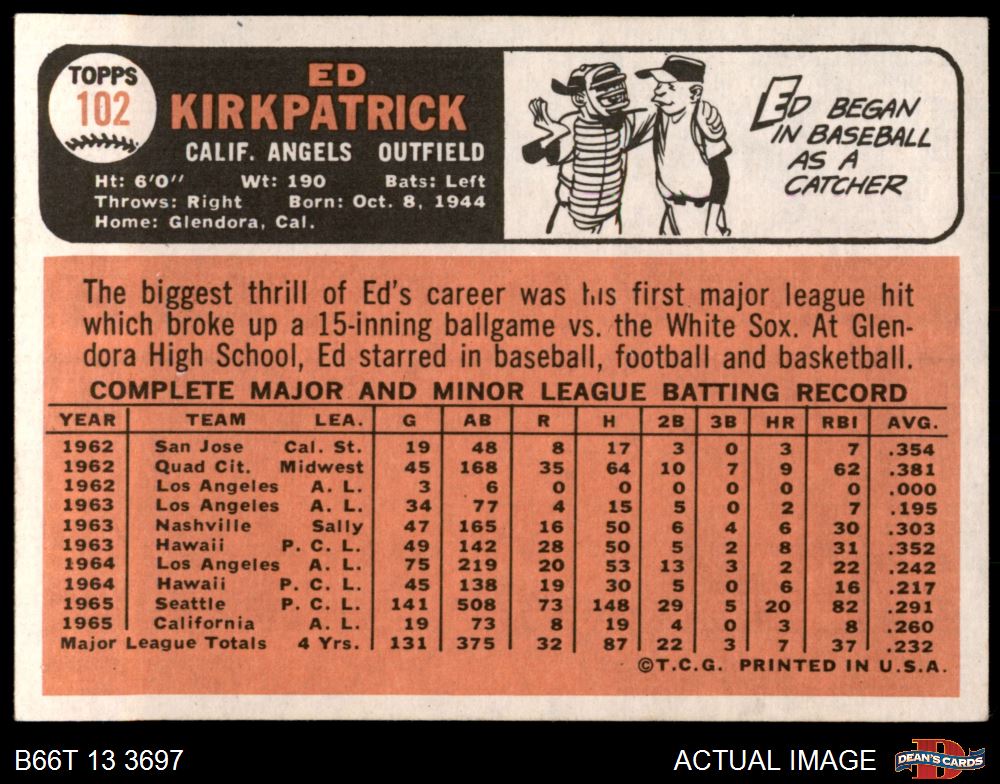 TOPPS
102
ED
KIRKPATRICK
CALIF. ANGELS OUTFIELD
Ht: 6'0" Wt: 190 Bats: Left
Throws: Right Born: Oct. 8, 1944
Home: Glendora, Cal.
ED BEGAN
IN BASEBALL
AS A
CATCHER
The biggest thrill of Ed's career was his first major league hit
which broke up a 15-inning ballgame vs. the White Sox. At Glen-
dora High School, Ed starred in baseball, football and basketball.
COMPLETE MAJOR AND MINOR LEAGUE BATTING RECORD
YEAR TEAM LEA. G AB R H 2B 3B HR RBI AVG.
1962 San Jose Cal. St. 19 48 8 17 3 0 3 7 .354
1962 Quad Cit. Midwest 45 168 35 64 10 7 9 62 .381
1962 Los Angeles A. L. 3 6 0 0 0 0 0 0 .000
1963 Los Angeles A. L. 34 77 4 15 5 0 2 7 .195
1963 Nashville Sally 47 165 16 50 6 4 6 30 .303
1963 Hawaii P. C. L. 49 142 28 50 5 2 8 31 .352
1964 Los Angeles A. L. 75 219 20 53 13 3 2 22 .242
1964 Hawaii P. C. L. 45 138 19 30 5 0 6 16 .217
1965 Seattle P. C. L. 141 508 73 148 29 5 20 82 .291
1965 California A. L. 19 73 8 19 4 0 3 8 .260
Major League Totals 4 Yrs. 131 375 32 87 22 3 7 37 .232
©T.C.G. PRINTED IN U.S.A.
B66T 13 3697
ACTUAL IMAGE
DEAN'S CARDS